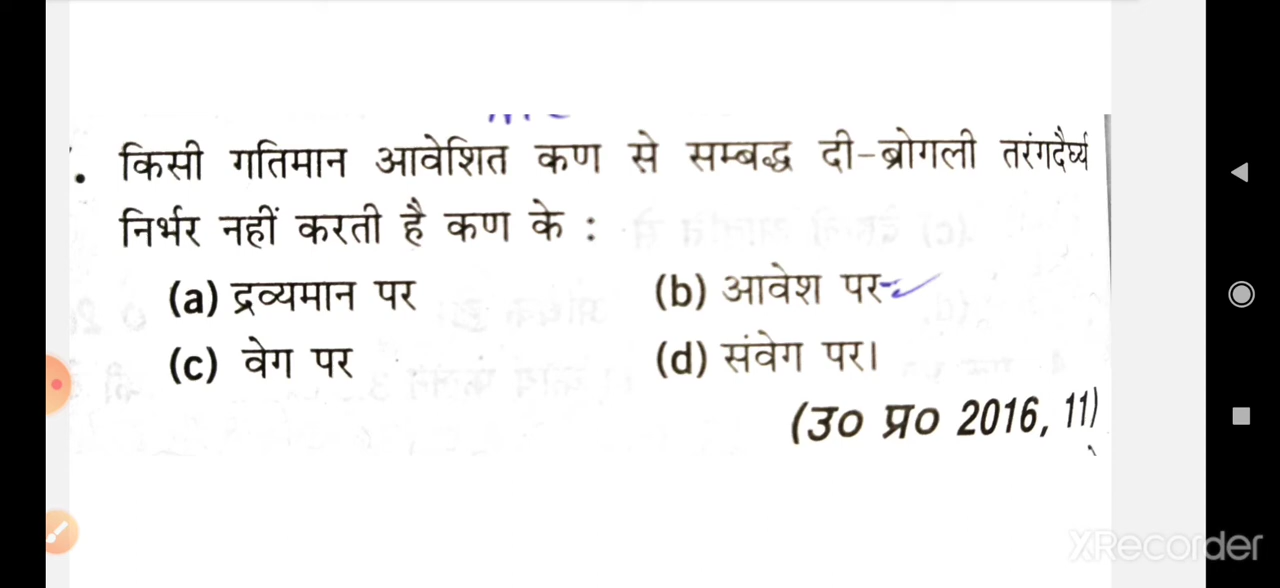 . किसी गतिमान आवेशित कण से सम्बद्ध दी-ब्रोगली तरंगदैर्घ्य
निर्भर नहीं करती है कण के :
(a) द्रव्यमान पर (b) आवेश पर
(c) वेग पर (d) संवेग पर।
(उ० प्र० 2016, 11)
XRecorder